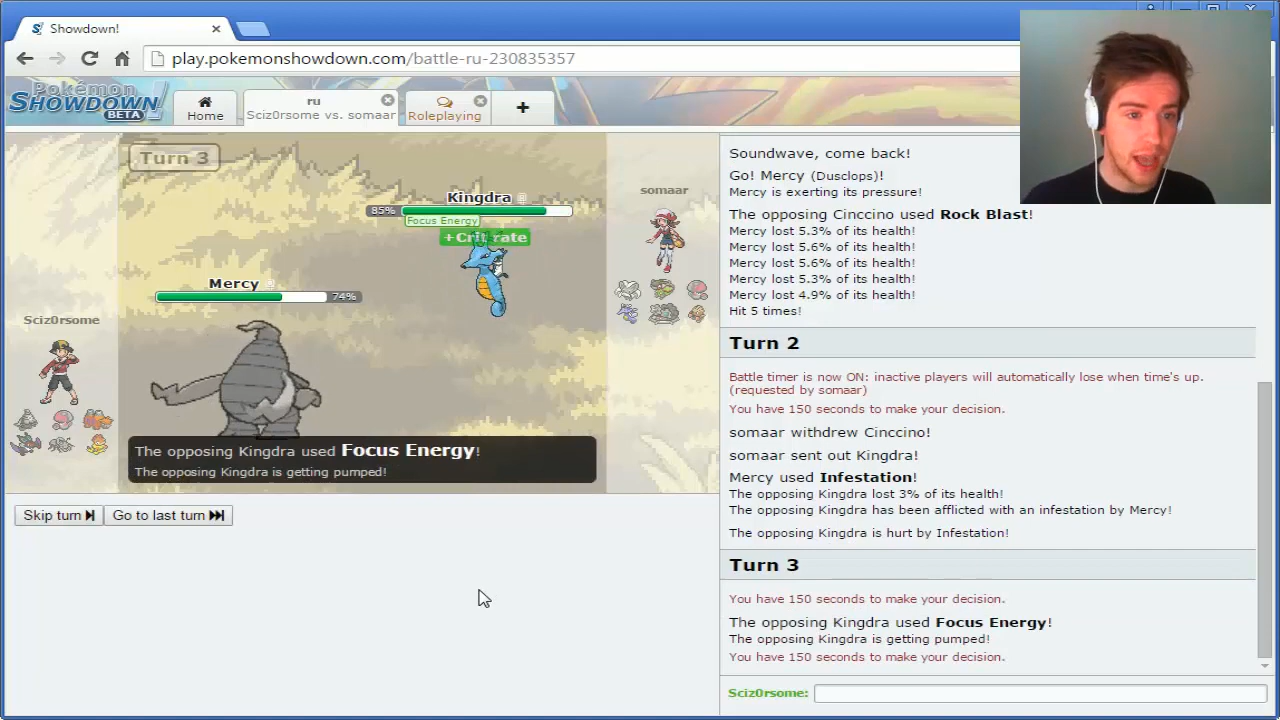 Showdown!
play.pokemonshowdown.com/battle-ru-230835357
Pokémon
SHOWDOWN
BETA
Home
ru
Sciz0rsome vs. somaar
Roleplaying
Turn 3
Kingdra
85%
Focus Energy
+Crit rate
somaar
Mercy
74%
Sciz0rsome
The opposing Kingdra used Focus Energy!
The opposing Kingdra is getting pumped!
Skip turn
Go to last turn
Soundwave, come back!
Go! Mercy (Dusclops)!
Mercy is exerting its pressure!
The opposing Cinccino used Rock Blast!
Mercy lost 5.3% of its health!
Mercy lost 5.6% of its health!
Mercy lost 5.6% of its health!
Mercy lost 5.3% of its health!
Mercy lost 4.9% of its health!
Hit 5 times!
Turn 2
Battle timer is now ON: inactive players will automatically lose when time's up.
(requested by somaar)
You have 150 seconds to make your decision.
somaar withdrew Cinccino!
somaar sent out Kingdra!
Mercy used Infestation!
The opposing Kingdra lost 3% of its health!
The opposing Kingdra has been afflicted with an infestation by Mercy!
The opposing Kingdra is hurt by Infestation!
Turn 3
You have 150 seconds to make your decision.
The opposing Kingdra used Focus Energy!
The opposing Kingdra is getting pumped!
You have 150 seconds to make your decision.
Sciz0rsome: